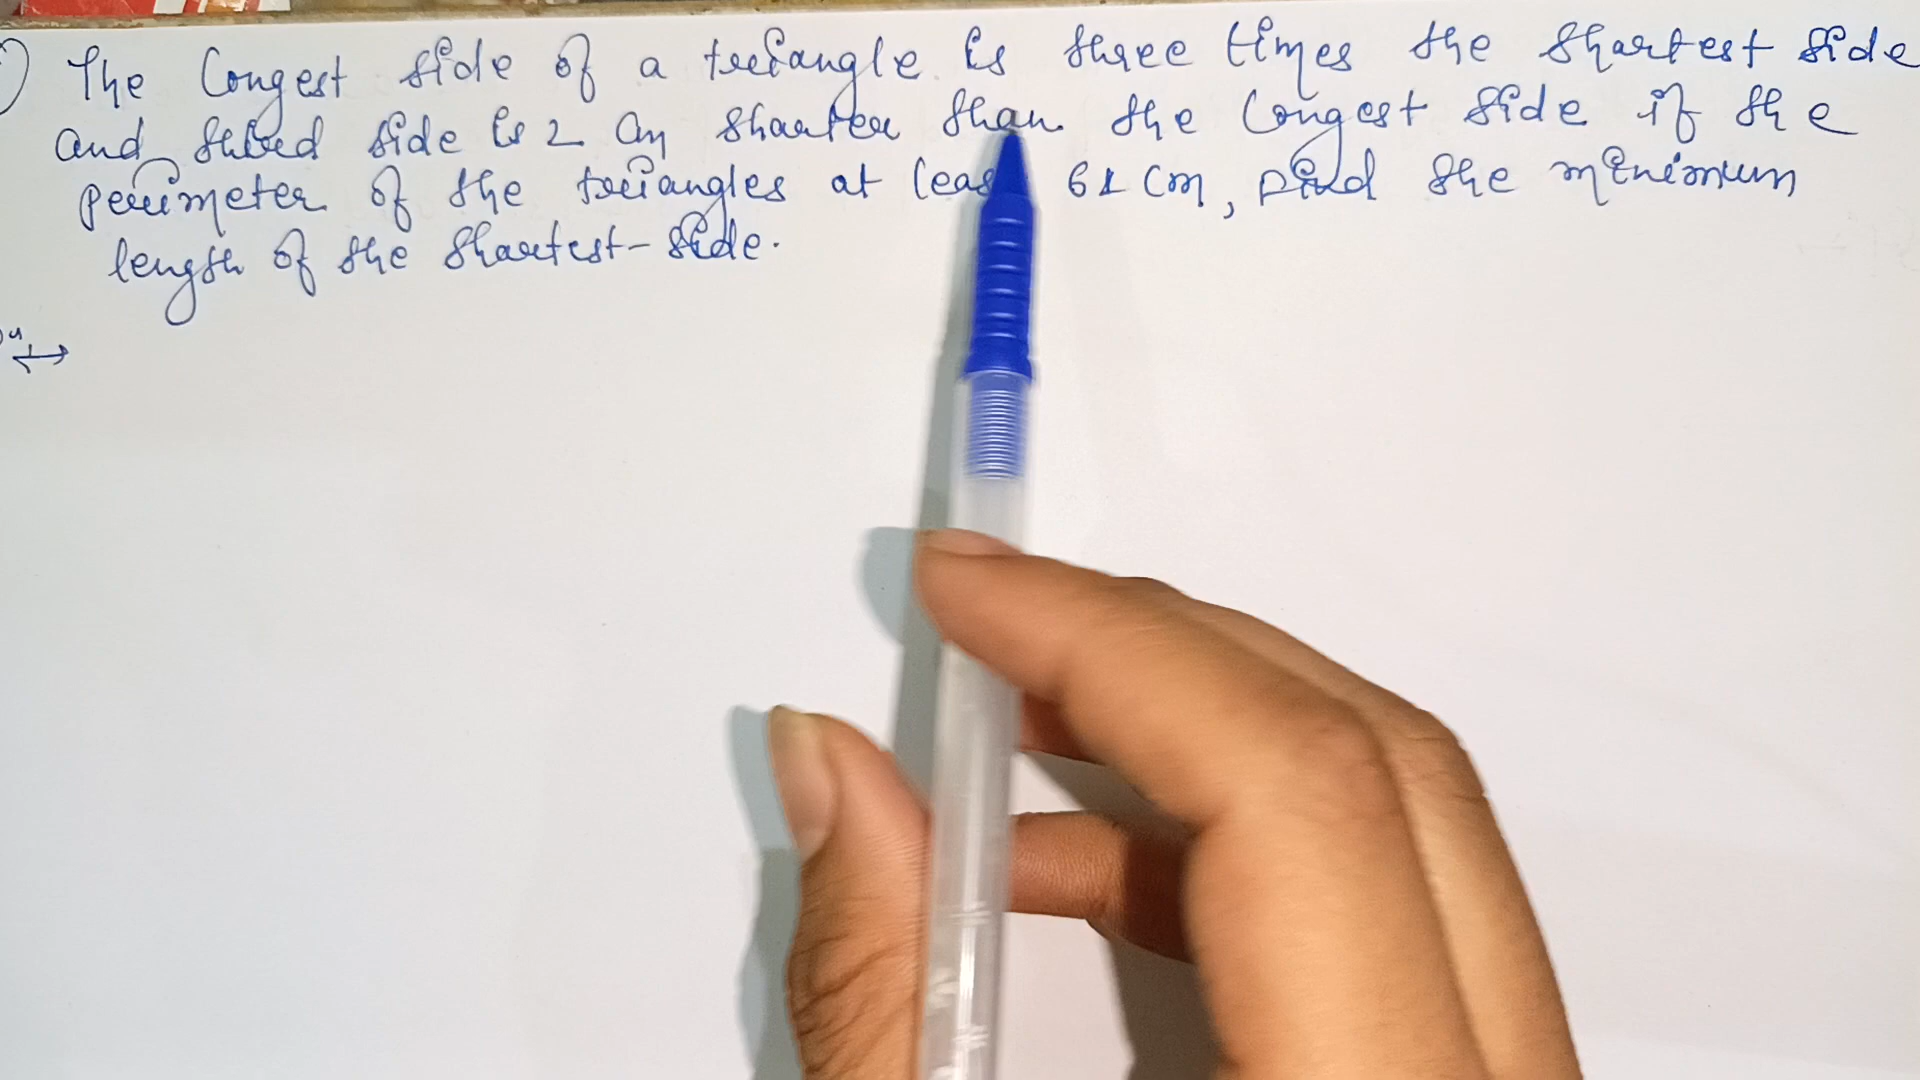 The longest side of a triangle is three times the shortest side
and third side is 2 cm shorter than the longest side if the
perimeter of the triangles at least 61 cm, find the minimum
length of the shortest-side.